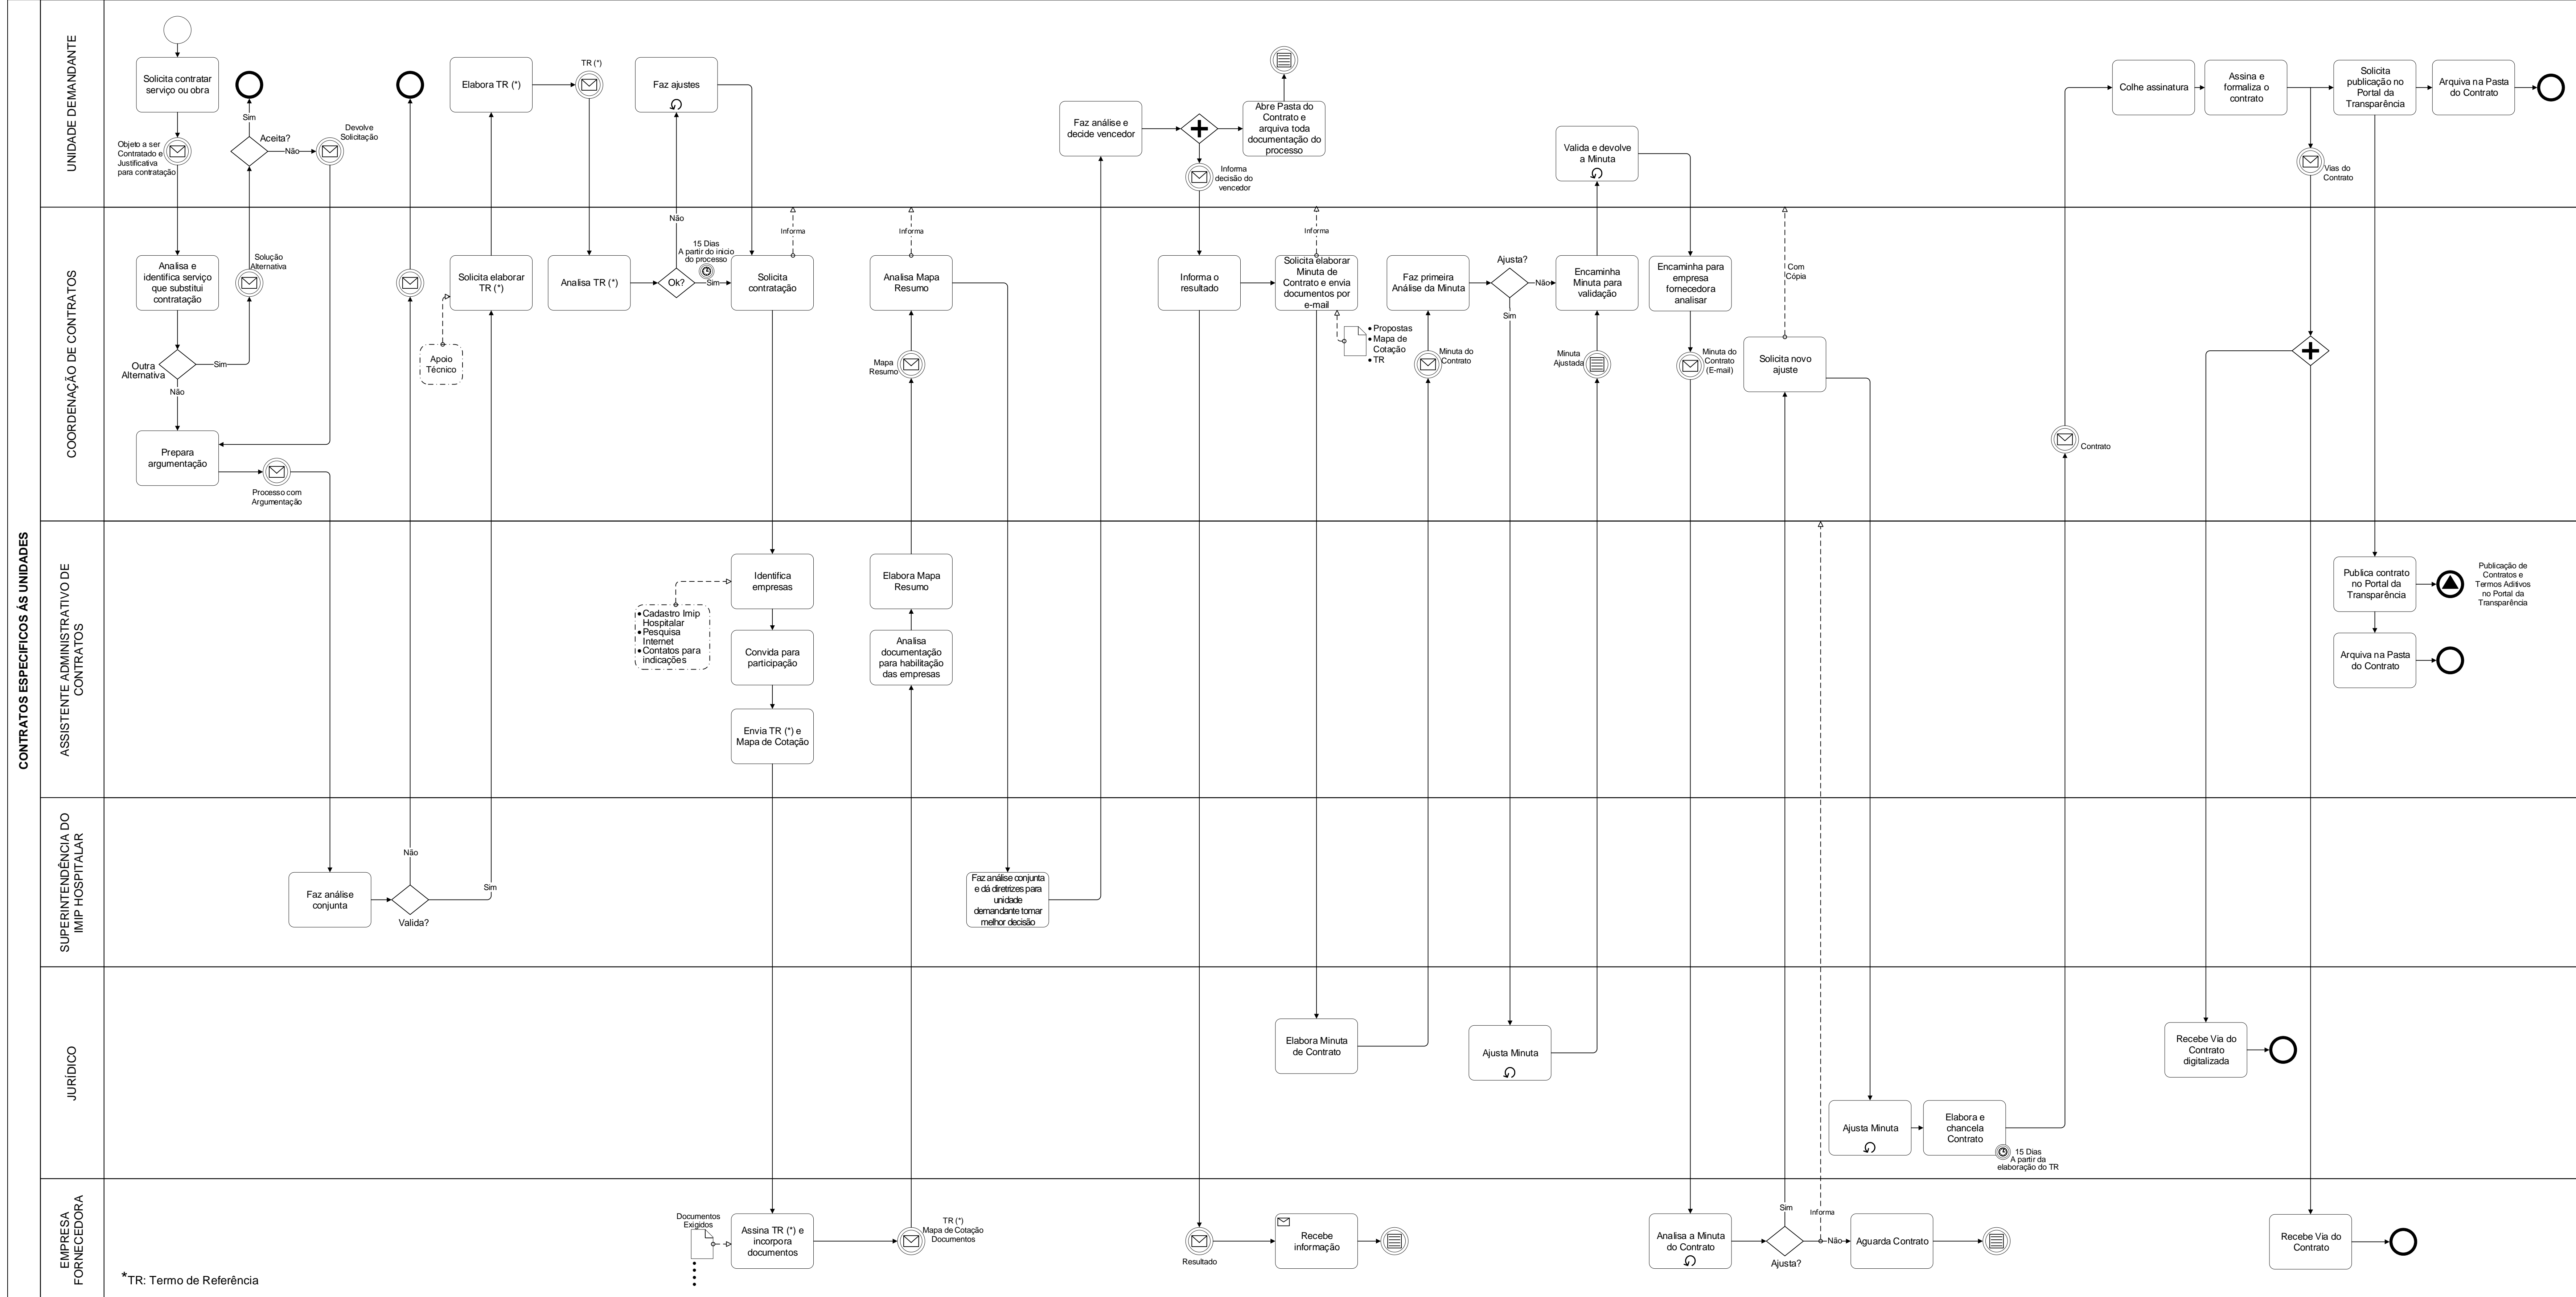 CONTRATOS ESPECIFICOS ÁS UNIDADES
UNIDADE DEMANDANTE
Solicita contratar
serviço ou obra
Objeto a ser
Contratado e
Justificativa
para contratação
Sim
Aceita?
Não
Devolve
Solicitação
Elabora TR (*)
TR (*)
Faz ajustes
Faz análise e
decide vencedor
Abre Pasta do
Contrato e
arquiva toda
documentação do
processo
Informa
decisão do
vencedor
Valida e devolve
a Minuta
Colhe assinatura
Assina e
formaliza o
contrato
Solicita
publicação no
Portal da
Transparência
Arquiva na Pasta
do Contrato
Vias do
Contrato
COORDENAÇÃO DE CONTRATOS
Analisa e
identifica serviço
que substitui
contratação
Solução
Alternativa
Outra
Alternativa
Sim
Não
Prepara
argumentação
Processo com
Argumentação
Solicita elaborar
TR (*)
Apoio
Técnico
Analisa TR (*)
Não
Ok?
15 Dias
A partir do inicio
do processo
Sim
Solicita
contratação
Informa
Informa
Analisa Mapa
Resumo
Mapa
Resumo
Informa o
resultado
Informa
Solicita elaborar
Minuta de
Contrato e envia
documentos por
e-mail
• Propostas
• Mapa de
Cotação
• TR
Faz primeira
Análise da Minuta
Minuta do
Contrato
Ajusta?
Não
Sim
Encaminha
Minuta para
validação
Minuta
Ajustada
Encaminha para
empresa
fornecedora
analisar
Minuta do
Contrato
(E-mail)
Com
Cópia
Solicita novo
ajuste
Contrato
ASSISTENTE ADMINISTRATIVO DE
CONTRATOS
Identifica
empresas
• Cadastro Imip
Hospitalar
• Pesquisa
Internet
• Contatos para
indicações
Convida para
participação
Envia TR (*) e
Mapa de Cotação
Elabora Mapa
Resumo
Analisa
documentação
para habilitação
das empresas
Publica contrato
no Portal da
Transparência
Publicação de
Contratos e
Termos Aditivos
no Portal da
Transparência
Arquiva na Pasta
do Contrato
SUPERINTENDÊNCIA DO
IMIP HOSPITALAR
Faz análise
conjunta
Não
Valida?
Sim
Faz análise conjunta
e dá diretrizes para
unidade
demandante tomar
melhor decisão
JURÍDICO
Elabora Minuta
de Contrato
Ajusta Minuta
Ajusta Minuta
Elabora e
chancela
Contrato
15 Dias
A partir da
elaboração do TR
Recebe Via do
Contrato
digitalizada
EMPRESA
FORNECEDORA
*TR: Termo de Referência
Documentos
Exigidos
Assina TR (*) e
incorpora
documentos
TR (*)
Mapa de Cotação
Documentos
Resultado
Recebe
informação
Analisa a Minuta
do Contrato
Sim
Ajusta?
Informa
Não
Aguarda Contrato
Recebe Via do
Contrato